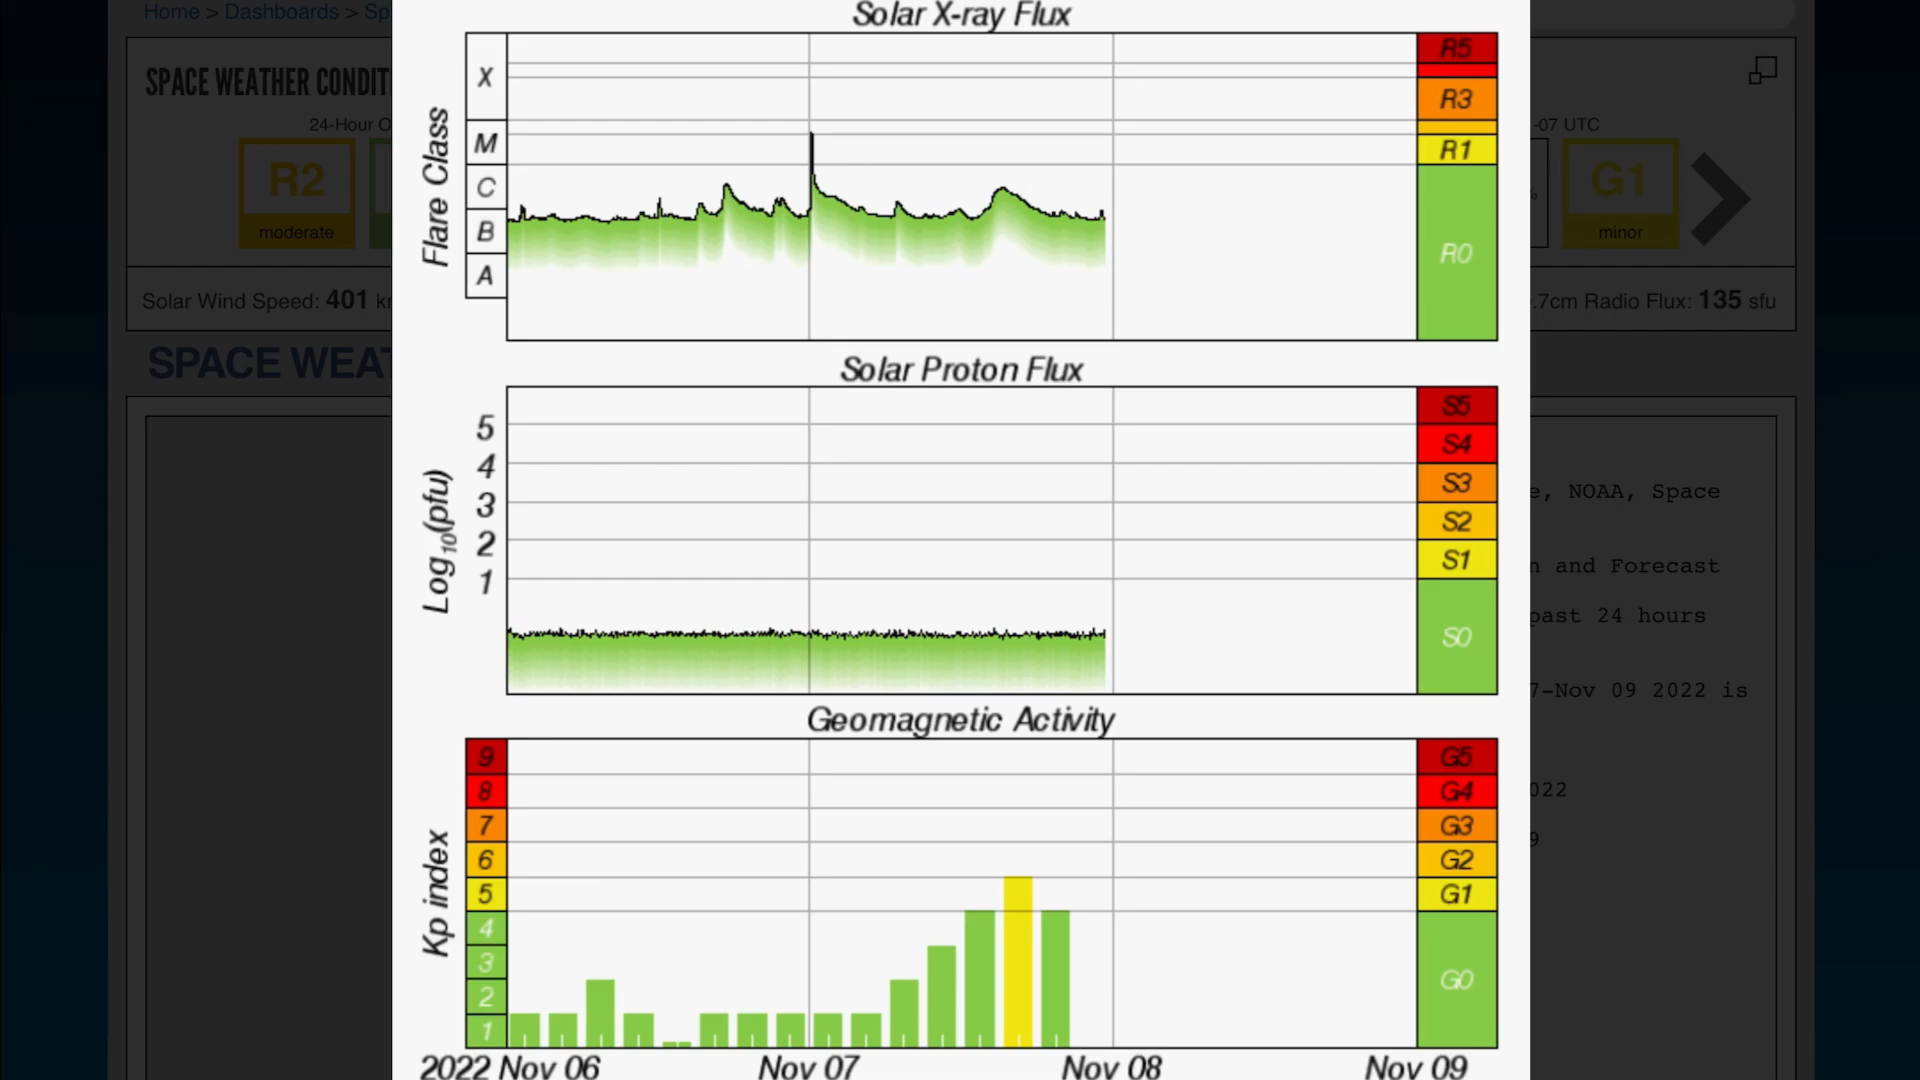 Home > Dashboards > Sp
Solar X-ray Flux
SPACE WEATHER CONDIT
24-Hour O
-07 UTC
R2
moderate
G1
minor
%
Solar Wind Speed: 401 k
.7cm Radio Flux: 135 sfu
SPACE WEAT
Flare Class
X
M
C
B
A
R5
R3
R1
R0
Solar Proton Flux
Log10(pfu)
5
4
3
2
1
S5
S4
S3
S2
S1
S0
e, NOAA, Space
n and Forecast
past 24 hours
7-Nov 09 2022 is
022
9
Geomagnetic Activity
Kp index
9
8
7
6
5
4
3
2
1
G5
G4
G3
G2
G1
G0
2022 Nov 06 Nov 07 Nov 08 Nov 09